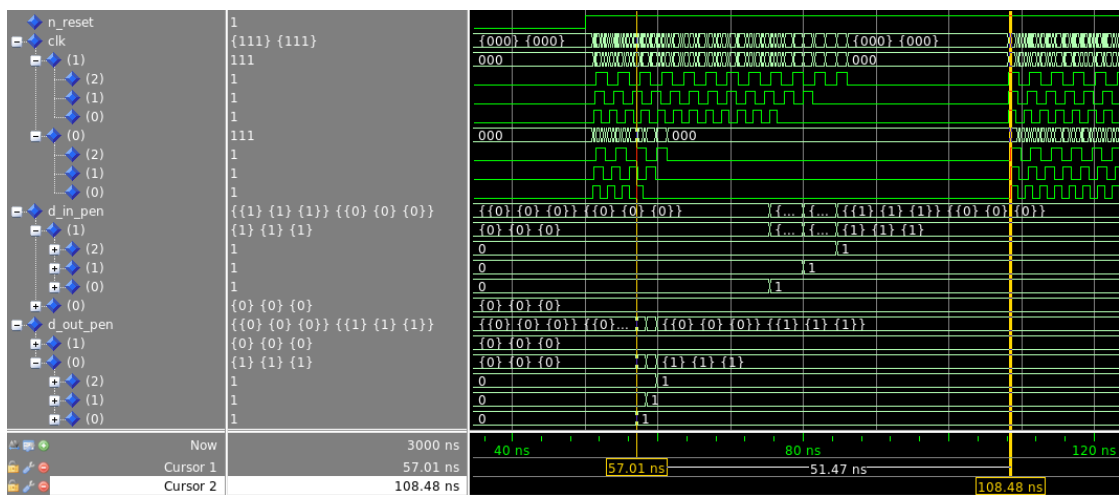 n_reset 1
clk {111} {111} {000} {000} {000} {000}
(1) 111 000 000
(2) 1
(1) 1
(0) 1
(0) 111 000 000
(2) 1
(1) 1
(0) 1
d_in_pen {{1} {1} {1}} {{0} {0} {0}} {{0} {0} {0}} {{0} {0} {0}} {... {... {{1} {1} {1}} {{0} {0} {0}}
(1) {1} {1} {1} {0} {0} {0} {... {... {1} {1} {1}
(2) 1 0 1
(1) 1 0 1
(0) 1 0 1
(0) {0} {0} {0} {0} {0} {0}
d_out_pen {{0} {0} {0}} {{1} {1} {1}} {{0} {0} {0}} {{0}... {{0} {0} {0}} {{1} {1} {1}}
(1) {0} {0} {0} {0} {0} {0}
(0) {1} {1} {1} {0} {0} {0} {1} {1} {1}
(2) 1 0 1
(1) 1 0 1
(0) 1 0 1
Now 3000 ns 40 ns 80 ns 120 ns
Cursor 1 57.01 ns 57.01 ns 51.47 ns
Cursor 2 108.48 ns 108.48 ns